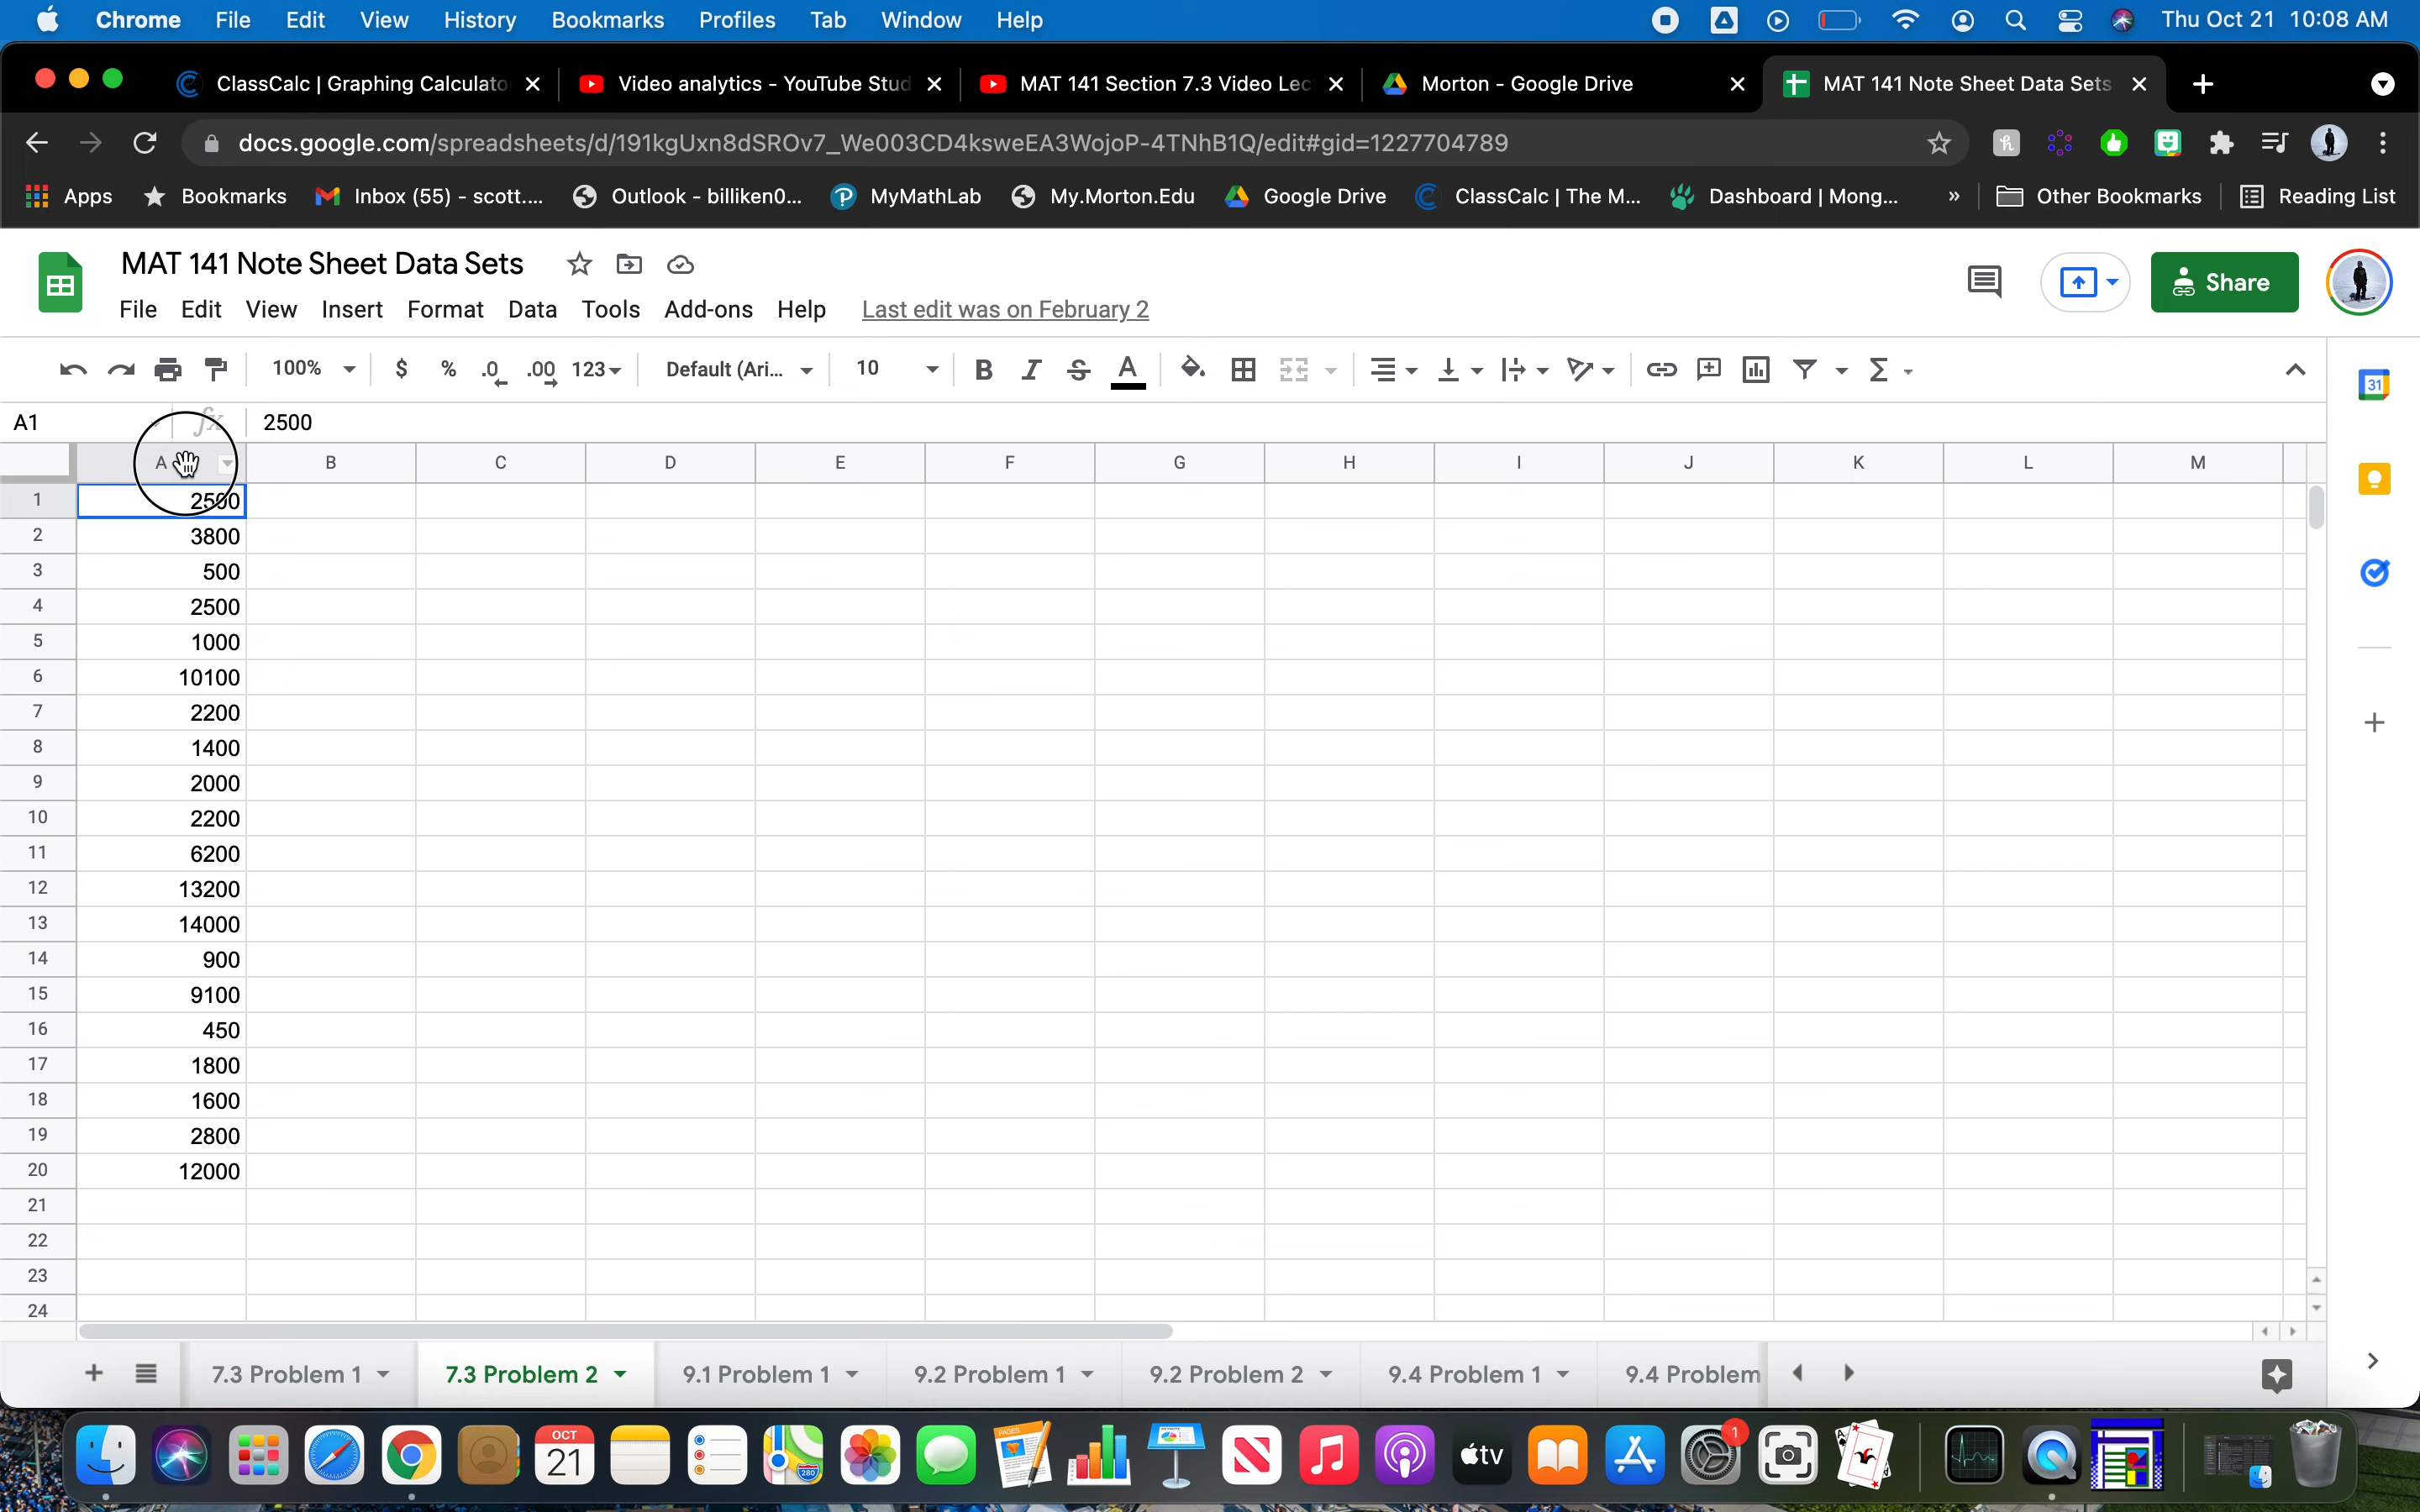 Chrome File Edit View History Bookmarks Profiles Tab Window Help Thu Oct 21 10:08 AM
ClassCalc | Graphing Calculato Video analytics - YouTube Stud MAT 141 Section 7.3 Video Lec Morton - Google Drive MAT 141 Note Sheet Data Sets
docs.google.com/spreadsheets/d/191kgUxn8dSROv7_We003CD4ksweEA3WojoP-4TNhB1Q/edit#gid=1227704789
Apps Bookmarks Inbox (55) - scott.... Outlook - billiken0... MyMathLab My.Morton.Edu Google Drive ClassCalc | The M... Dashboard | Mong... » Other Bookmarks Reading List
MAT 141 Note Sheet Data Sets
File Edit View Insert Format Data Tools Add-ons Help Last edit was on February 2
Share
100% $ % .0 .00 123 Default (Ari... 10 B I S A Σ
31
A1 fx 2500
A B C D E F G H I J K L M
1 2500
2 3800
3 500
4 2500
5 1000
6 10100
7 2200
8 1400
9 2000
10 2200
11 6200
12 13200
13 14000
14 900
15 9100
16 450
17 1800
18 1600
19 2800
20 12000
21
22
23
24
7.3 Problem 1 7.3 Problem 2 9.1 Problem 1 9.2 Problem 1 9.2 Problem 2 9.4 Problem 1 9.4 Problem
OCT
21
PAGES
280
tv
1